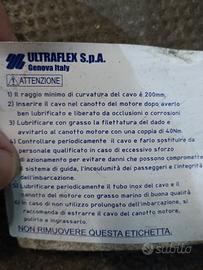 ULTRAFLEX S.p.A.
Genova Italy
ATTENZIONE
1) Il raggio minimo di curvatura del cavo è 200mm.
2) Inserire il cavo nel canotto del motore dopo averlo
ben lubrificato e liberato da occlusioni o corrosioni
3) Lubrificare con grasso la filettatura del dado e
avvitarlo al canotto motore con una coppia di 40Nm.
4) Controllare periodicamente il cavo e farlo sostituire da
personale qualificato in caso di eccessivo sforzo
per evitare danni che possono compromettere
il sistema di guida, l'incolumità dei passeggeri e l'integrità
dell'imbarcazione.
5) Lubrificare periodicamente il tubo inox del cavo e il
canotto del motore con grasso marino di buona qualità.
6) in caso di non utilizzo prolungato dell'imbarcazione, si
raccomanda di estrarre il cavo dal canotto motore,
pulirlo, ed ingrassarlo.
NON RIMUOVERE QUESTA ETICHETTA.
Subito